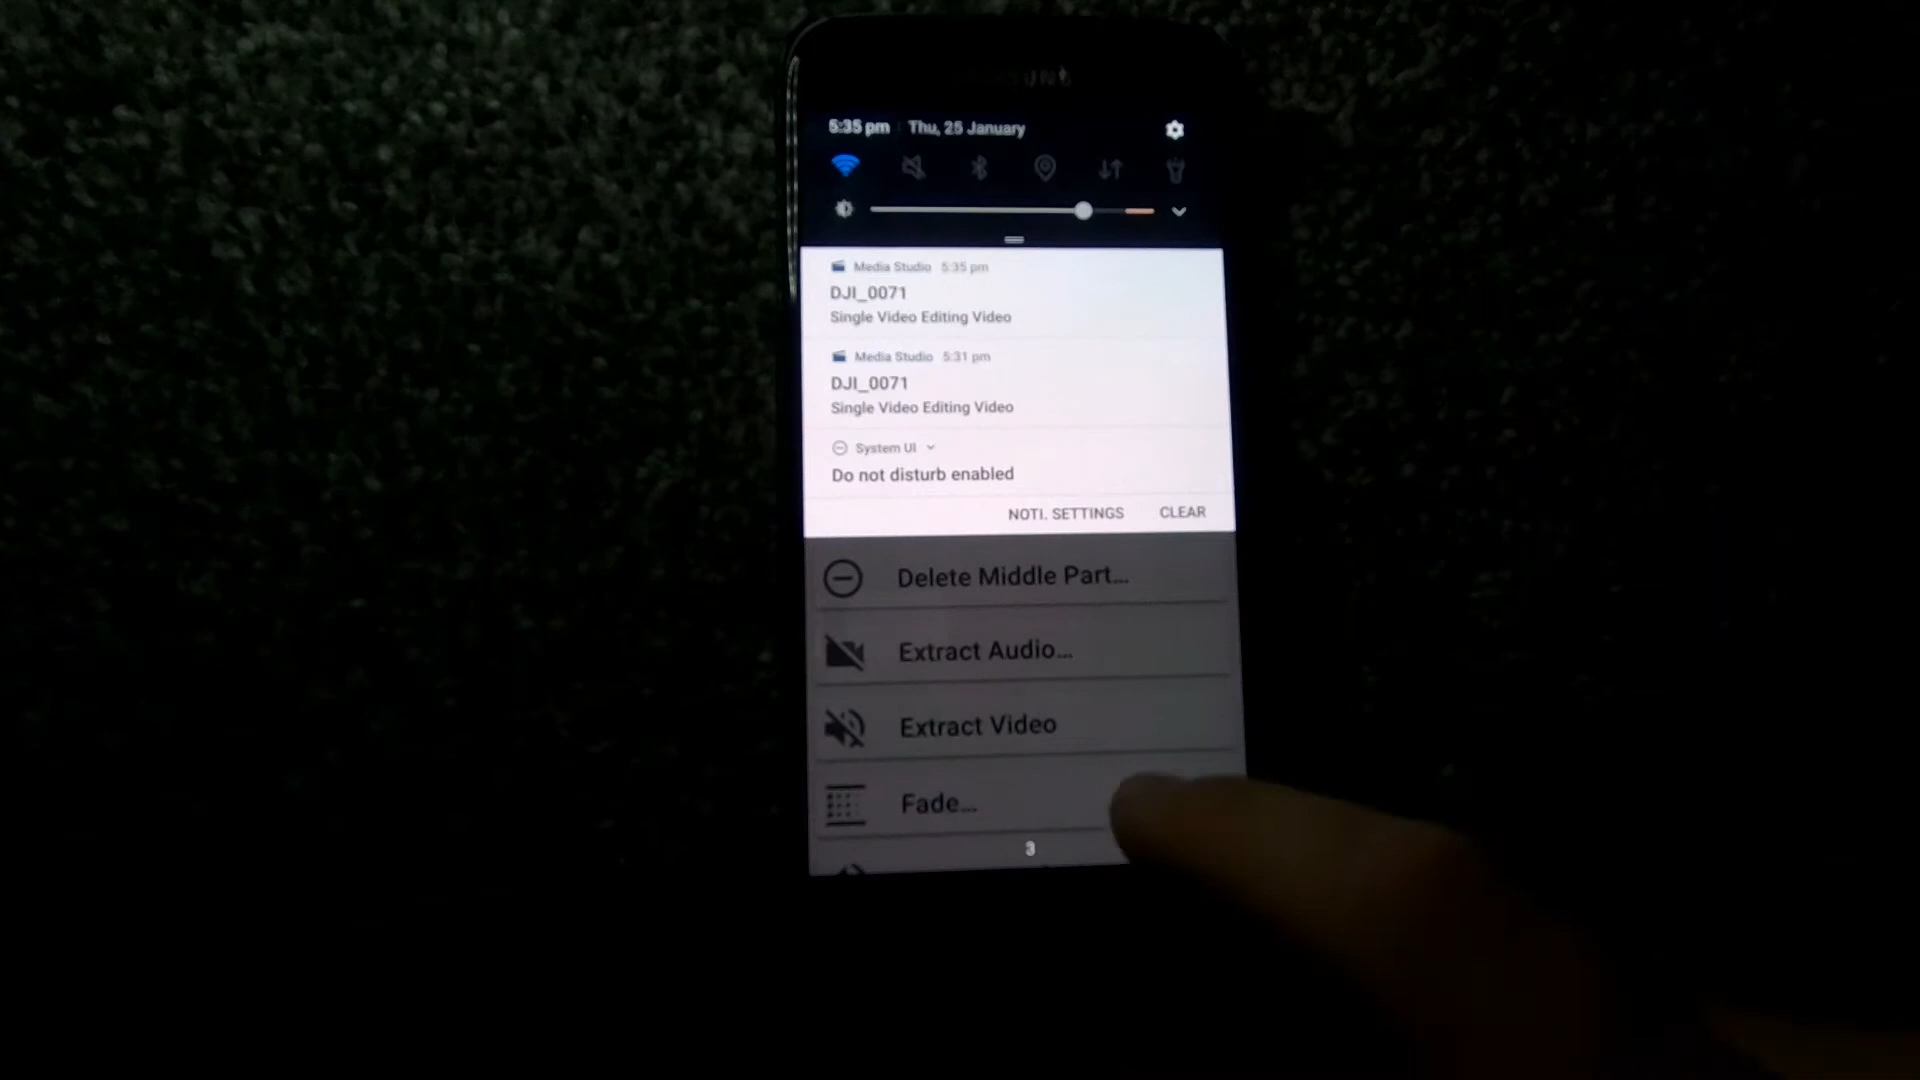 5:35 pm Thu, 25 January
Media Studio 5:35 pm
DJI_0071
Single Video Editing Video
Media Studio 5:31 pm
DJI_0071
Single Video Editing Video
System UI
Do not disturb enabled
NOTI. SETTINGS CLEAR
Delete Middle Part...
Extract Audio...
Extract Video
Fade...
3